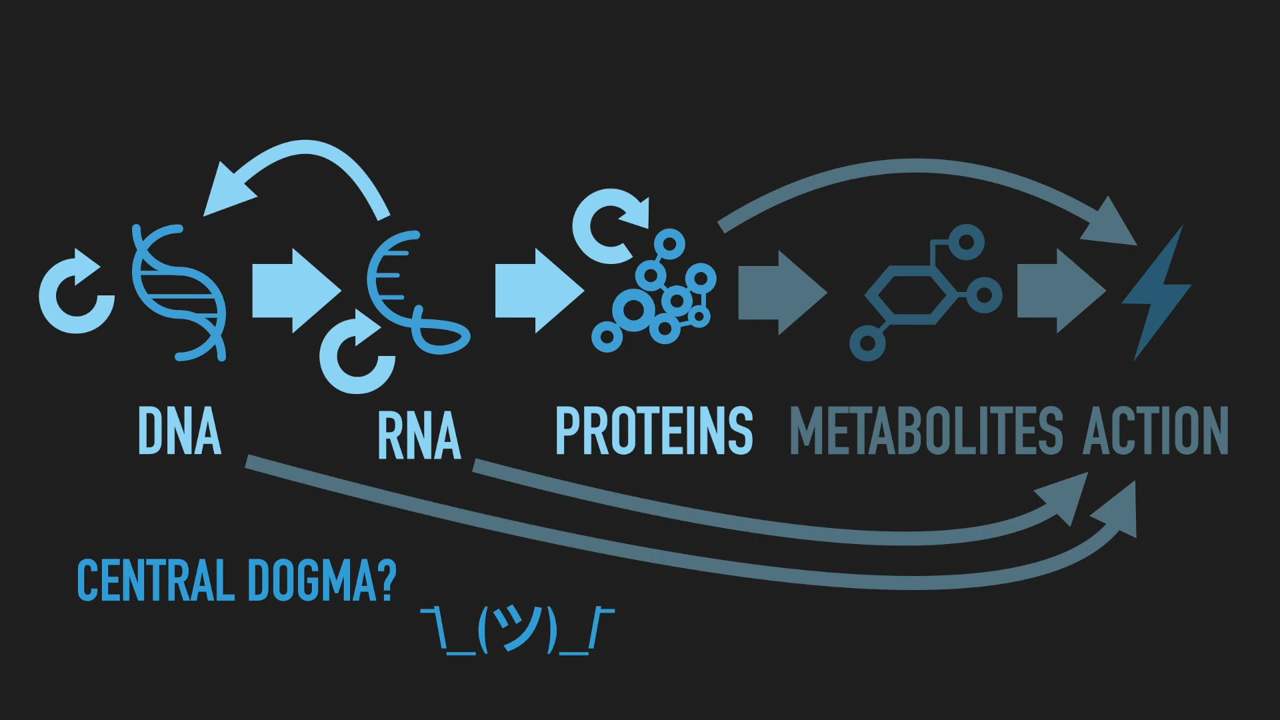 DNA
RNA
PROTEINS
METABOLITES
ACTION
CENTRAL DOGMA?
¯\_(ツ)_/¯